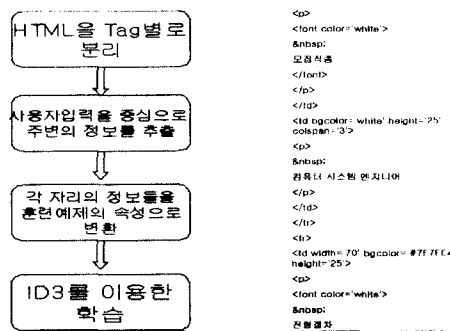 HTML을 Tag별로
분리
사용자입력을 중심으로
주변의 정보를 추출
각 자리의 정보들을
훈련예제의 속성으로
변환
ID3를 이용한
학습
<p>
<font color='white'>
&nbsp;
모집직종
</font>
</p>
</td>
<td bgcolor= white' height='25'
colspan='3'>
<p>
&nbsp;
컴퓨터 시스템 엔지니어
</p>
</td>
</tr>
<tr>
<td width= 70' bgcolor= #7F7FE4
height='25'>
<p>
<font color='white'>
&nbsp;
전형절차